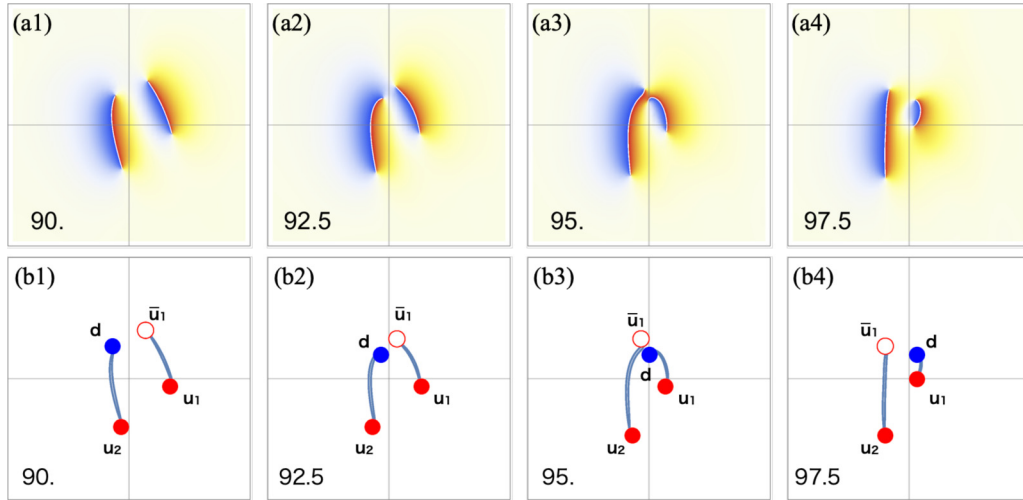 (a1)
90.
(a2)
92.5
(a3)
95.
(a4)
97.5
(b1)
ū₁
d
u₁
u₂
90.
(b2)
ū₁
d
u₁
u₂
92.5
(b3)
ū₁
d
u₁
u₂
95.
(b4)
ū₁
d
u₁
u₂
97.5